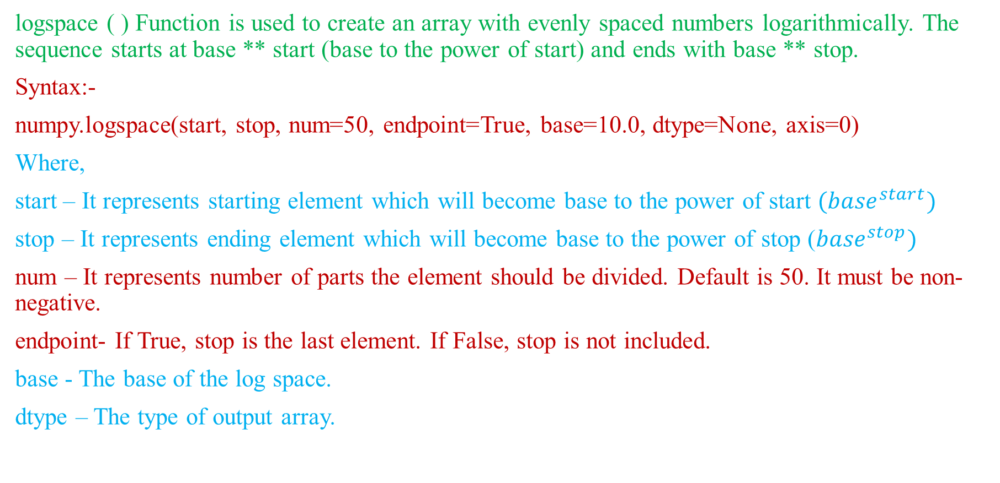 logspace ( ) Function is used to create an array with evenly spaced numbers logarithmically. The
sequence starts at base ** start (base to the power of start) and ends with base ** stop.
Syntax:-
numpy.logspace(start, stop, num=50, endpoint=True, base=10.0, dtype=None, axis=0)
Where,
start – It represents starting element which will become base to the power of start (base^start)
stop – It represents ending element which will become base to the power of stop (base^stop)
num – It represents number of parts the element should be divided. Default is 50. It must be non-
negative.
endpoint- If True, stop is the last element. If False, stop is not included.
base - The base of the log space.
dtype – The type of output array.